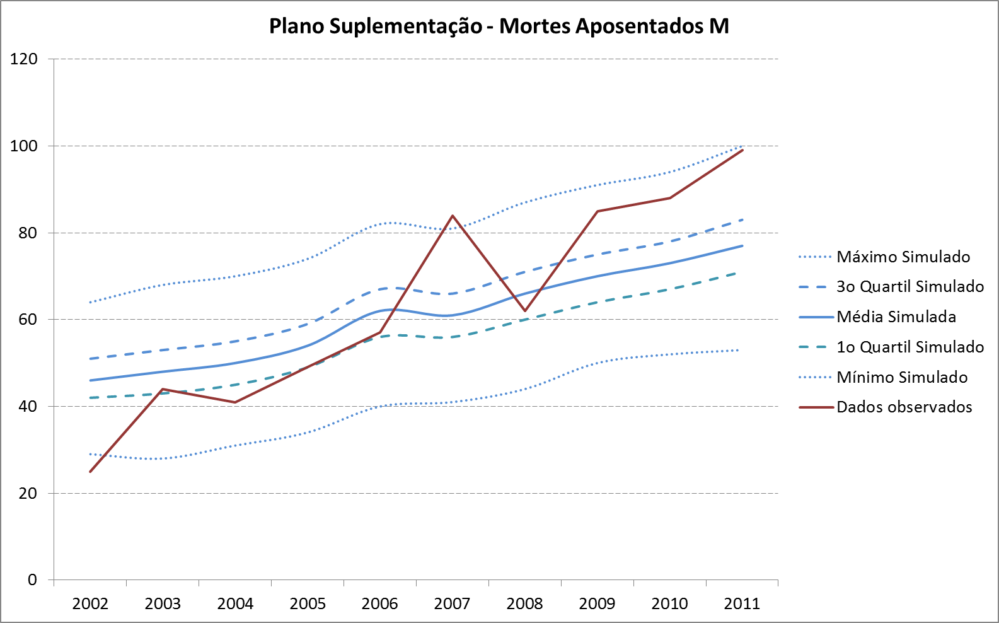 Plano Suplementação - Mortes Aposentados M
120
100
80
60
40
20
0
2002 2003 2004 2005 2006 2007 2008 2009 2010 2011
Máximo Simulado
3o Quartil Simulado
Média Simulada
1o Quartil Simulado
Mínimo Simulado
Dados observados